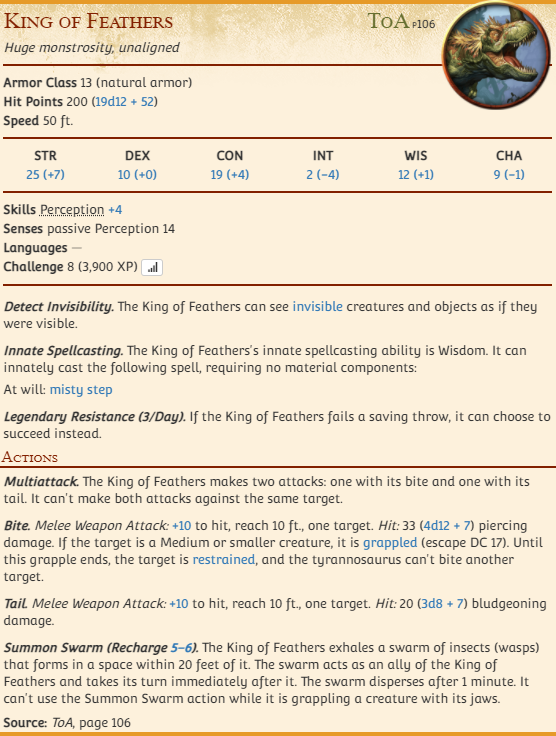 King of Feathers ToA p106
Huge monstrosity, unaligned
Armor Class 13 (natural armor)
Hit Points 200 (19d12 + 52)
Speed 50 ft.
STR DEX CON INT WIS CHA
25 (+7) 10 (+0) 19 (+4) 2 (−4) 12 (+1) 9 (−1)
Skills Perception +4
Senses passive Perception 14
Languages —
Challenge 8 (3,900 XP)
Detect Invisibility. The King of Feathers can see invisible creatures and objects as if they
were visible.
Innate Spellcasting. The King of Feathers's innate spellcasting ability is Wisdom. It can
innately cast the following spell, requiring no material components:
At will: misty step
Legendary Resistance (3/Day). If the King of Feathers fails a saving throw, it can choose to
succeed instead.
Actions
Multiattack. The King of Feathers makes two attacks: one with its bite and one with its
tail. It can't make both attacks against the same target.
Bite. Melee Weapon Attack: +10 to hit, reach 10 ft., one target. Hit: 33 (4d12 + 7) piercing
damage. If the target is a Medium or smaller creature, it is grappled (escape DC 17). Until
this grapple ends, the target is restrained, and the tyrannosaurus can't bite another
target.
Tail. Melee Weapon Attack: +10 to hit, reach 10 ft., one target. Hit: 20 (3d8 + 7) bludgeoning
damage.
Summon Swarm (Recharge 5–6). The King of Feathers exhales a swarm of insects (wasps)
that forms in a space within 20 feet of it. The swarm acts as an ally of the King of
Feathers and takes its turn immediately after it. The swarm disperses after 1 minute. It
can't use the Summon Swarm action while it is grappling a creature with its jaws.
Source: ToA, page 106